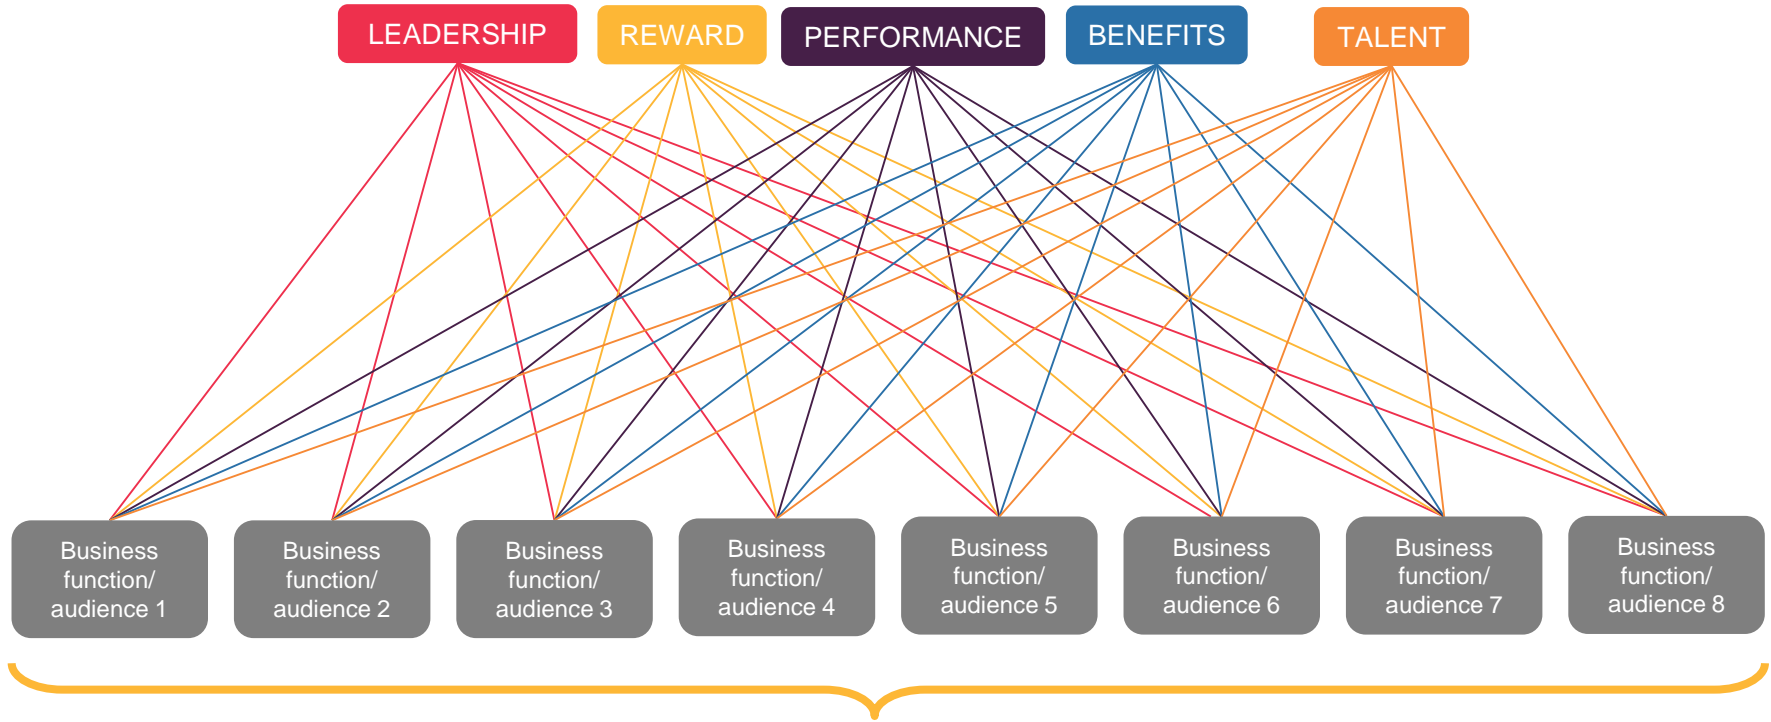 LEADERSHIP
REWARD
PERFORMANCE
BENEFITS
TALENT
Business
function/
audience 1
Business
function/
audience 2
Business
function/
audience 3
Business
function/
audience 4
Business
function/
audience 5
Business
function/
audience 6
Business
function/
audience 7
Business
function/
audience 8